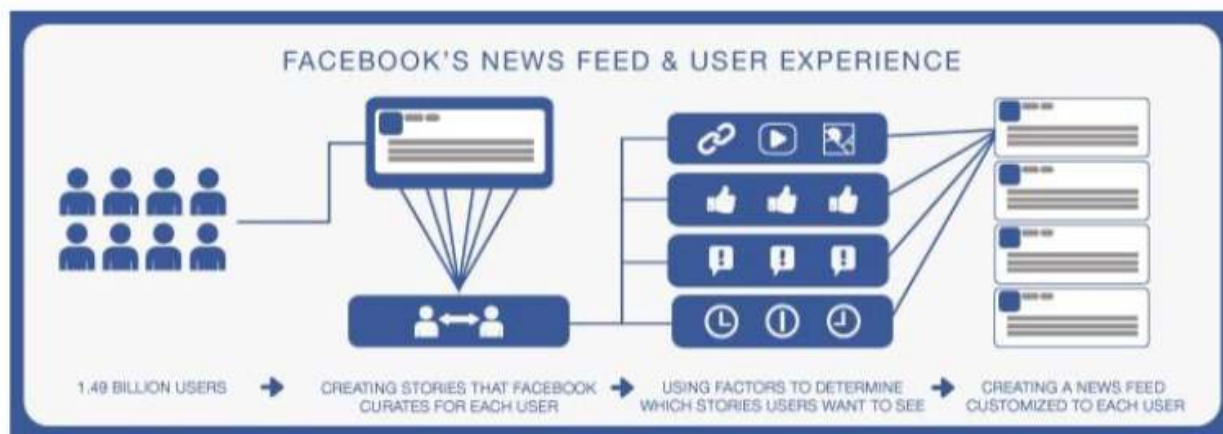 FACEBOOK'S NEWS FEED & USER EXPERIENCE
1.49 BILLION USERS
CREATING STORIES THAT FACEBOOK
CURATES FOR EACH USER
USING FACTORS TO DETERMINE
WHICH STORIES USERS WANT TO SEE
CREATING A NEWS FEED
CUSTOMIZED TO EACH USER